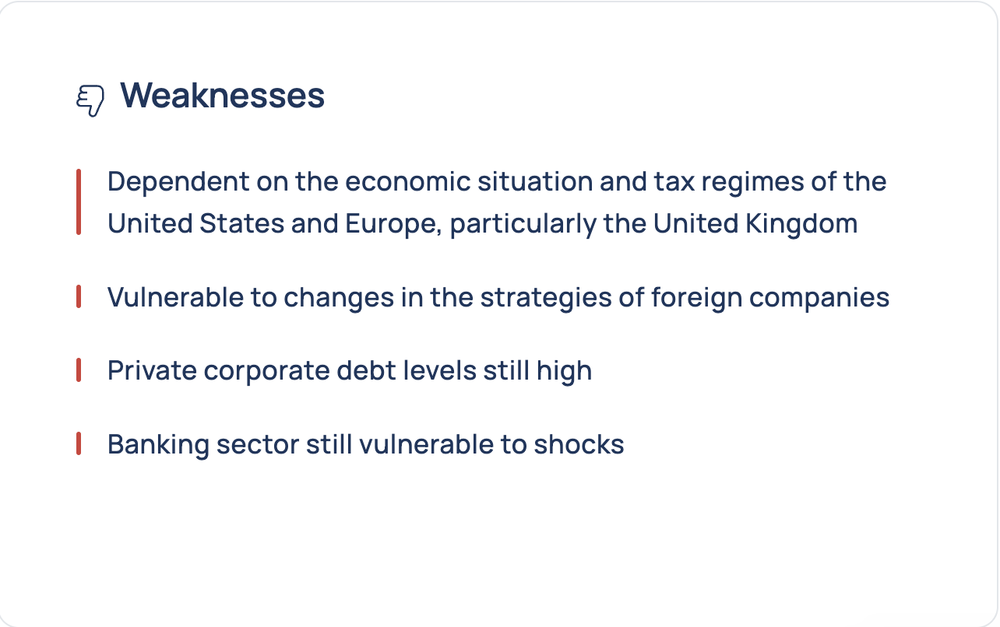 Weaknesses
Dependent on the economic situation and tax regimes of the
United States and Europe, particularly the United Kingdom
Vulnerable to changes in the strategies of foreign companies
Private corporate debt levels still high
Banking sector still vulnerable to shocks